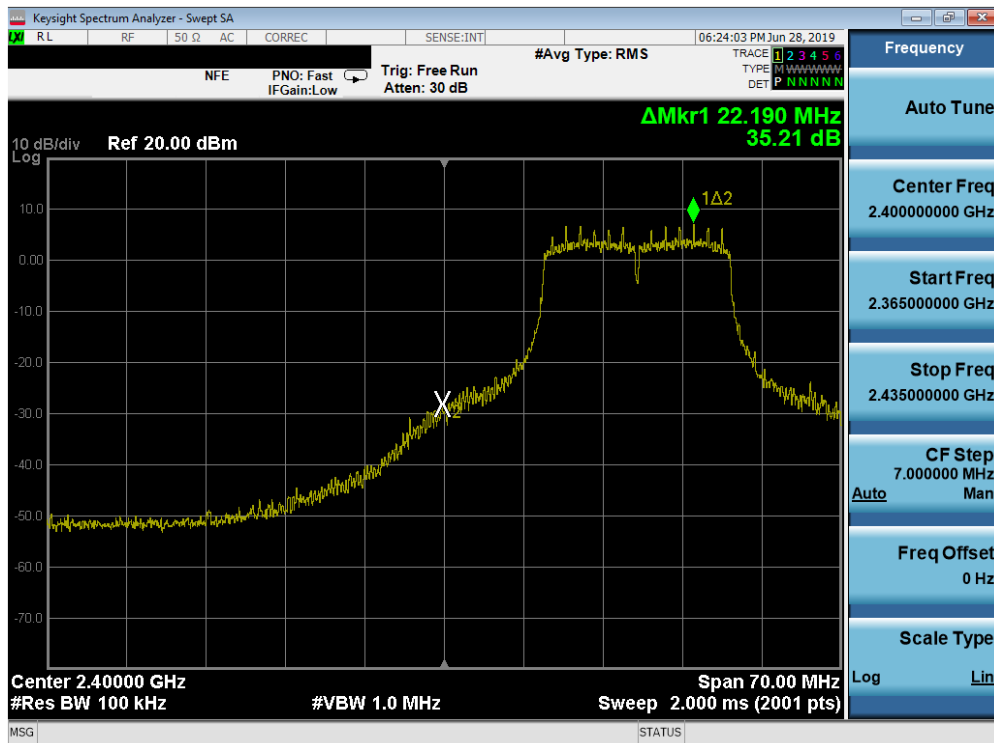 Keysight Spectrum Analyzer - Swept SA
LXI RL RF 50 Ω AC CORREC SENSE:INT 06:24:03 PM Jun 28, 2019
#Avg Type: RMS
TRACE 1 2 3 4 5 6
TYPE M W W W W W
DET P N N N N N
NFE
PNO: Fast
IFGain:Low
Trig: Free Run
Atten: 30 dB
ΔMkr1 22.190 MHz
35.21 dB
10 dB/div
Log
Ref 20.00 dBm
10.0
0.00
-10.0
-20.0
-30.0
-40.0
-50.0
-60.0
-70.0
1Δ2
X2
Center 2.40000 GHz
Span 70.00 MHz
#Res BW 100 kHz
#VBW 1.0 MHz
Sweep 2.000 ms (2001 pts)
MSG
STATUS
Frequency
Auto Tune
Center Freq
2.400000000 GHz
Start Freq
2.365000000 GHz
Stop Freq
2.435000000 GHz
CF Step
7.000000 MHz
Auto Man
Freq Offset
0 Hz
Scale Type
Log Lin